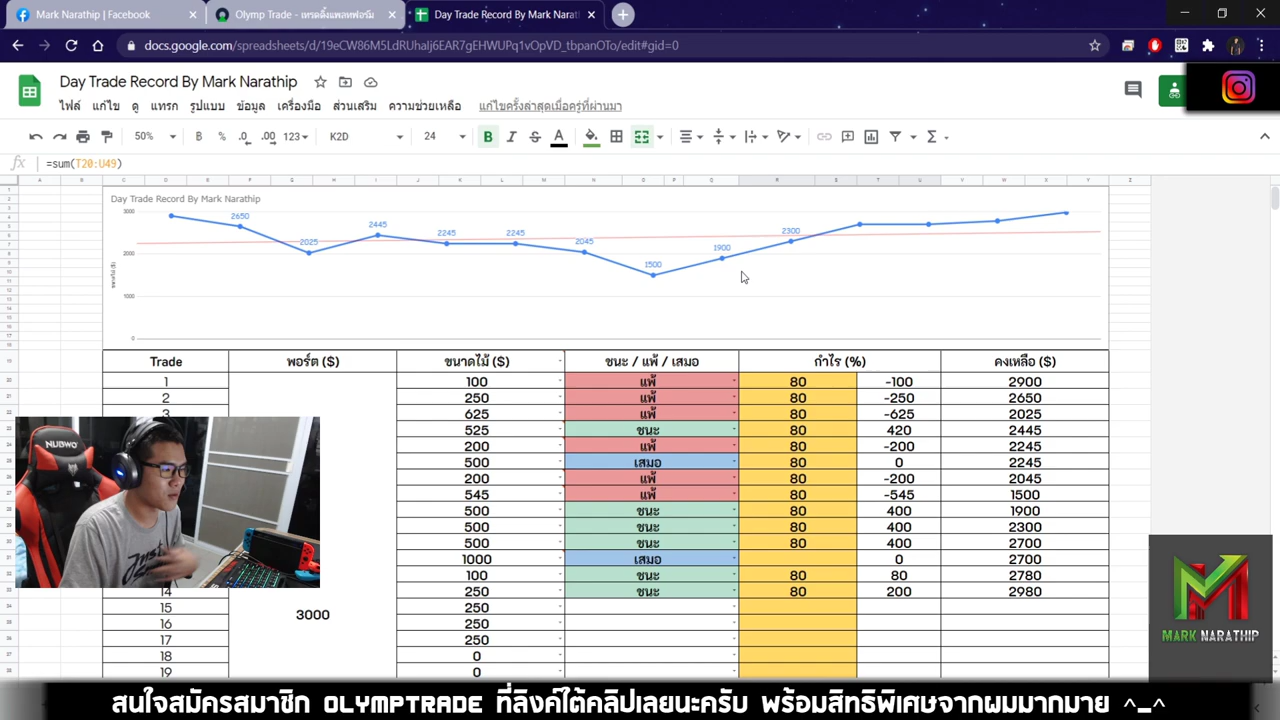 Mark Narathip | Facebook
Olymp Trade - เทรดดิ้งแพลทฟอร์ม
Day Trade Record By Mark Narath
docs.google.com/spreadsheets/d/19eCW86M5LdRUhaIj6EAR7gEHWUPq1vOpVD_tbpanOTo/edit#gid=0
Day Trade Record By Mark Narathip
ไฟล์ แก้ไข ดู แทรก รูปแบบ ข้อมูล เครื่องมือ ส่วนเสริม ความช่วยเหลือ แก้ไขครั้งล่าสุดเมื่อครู่ที่ผ่านมา
50% ฿ % .0 .00 123 K2D 24 B I S A
fx =sum(T20:U49)
Day Trade Record By Mark Narathip
3000
2000
1000
0
2650 2025 2445 2245 2245 2045 1500 1900 2300
Trade พอร์ต ($) ขนาดไม้ ($) ชนะ / แพ้ / เสมอ กำไร (%) คงเหลือ ($)
1 100 แพ้ 80 -100 2900
2 250 แพ้ 80 -250 2650
3 625 แพ้ 80 -625 2025
525 ชนะ 80 420 2445
200 แพ้ 80 -200 2245
500 เสมอ 80 0 2245
200 แพ้ 80 -200 2045
545 แพ้ 80 -545 1500
500 ชนะ 80 400 1900
500 ชนะ 80 400 2300
500 ชนะ 80 400 2700
1000 เสมอ 0 2700
100 ชนะ 80 80 2780
14 250 ชนะ 80 200 2980
15 3000 250
16 250
17 250
18 0
19 0
NUBWO
Just
MARK NARATHIP
สนใจสมัครสมาชิก OLYMPTRADE ที่ลิงค์ใต้คลิปเลยนะครับ พร้อมสิทธิพิเศษจากผมมากมาย ^_^